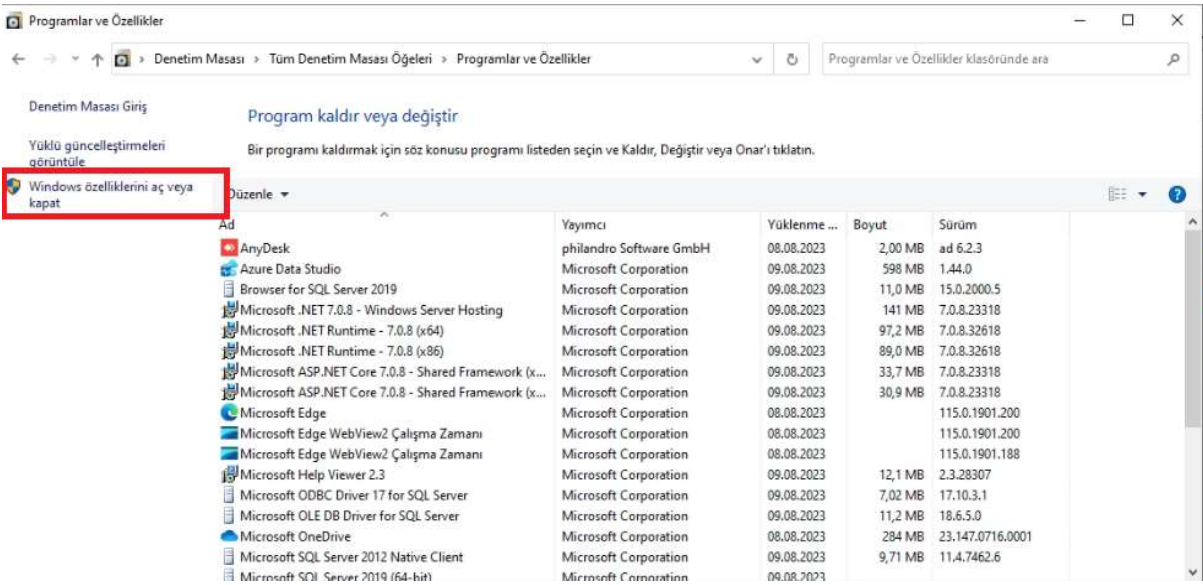 Programlar ve Özellikler
Denetim Masası > Tüm Denetim Masası Öğeleri > Programlar ve Özellikler
Programlar ve Özellikler klasöründe ara
Denetim Masası Giriş
Yüklü güncelleştirmeleri
görüntüle
Windows özelliklerini aç veya
kapat
Program kaldır veya değiştir
Bir programı kaldırmak için söz konusu programı listeden seçin ve Kaldır, Değiştir veya Onar'ı tıklatın.
Düzenle
Ad Yayımcı Yüklenme ... Boyut Sürüm
AnyDesk philandro Software GmbH 08.08.2023 2,00 MB ad 6.2.3
Azure Data Studio Microsoft Corporation 09.08.2023 598 MB 1.44.0
Browser for SQL Server 2019 Microsoft Corporation 09.08.2023 11,0 MB 15.0.2000.5
Microsoft .NET 7.0.8 - Windows Server Hosting Microsoft Corporation 09.08.2023 141 MB 7.0.8.23318
Microsoft .NET Runtime - 7.0.8 (x64) Microsoft Corporation 09.08.2023 97,2 MB 7.0.8.32618
Microsoft .NET Runtime - 7.0.8 (x86) Microsoft Corporation 09.08.2023 89,0 MB 7.0.8.32618
Microsoft ASP.NET Core 7.0.8 - Shared Framework (x... Microsoft Corporation 09.08.2023 33,7 MB 7.0.8.23318
Microsoft ASP.NET Core 7.0.8 - Shared Framework (x... Microsoft Corporation 09.08.2023 30,9 MB 7.0.8.23318
Microsoft Edge Microsoft Corporation 08.08.2023 115.0.1901.200
Microsoft Edge WebView2 Çalışma Zamanı Microsoft Corporation 08.08.2023 115.0.1901.200
Microsoft Edge WebView2 Çalışma Zamanı Microsoft Corporation 08.08.2023 115.0.1901.188
Microsoft Help Viewer 2.3 Microsoft Corporation 09.08.2023 12,1 MB 2.3.28307
Microsoft ODBC Driver 17 for SQL Server Microsoft Corporation 09.08.2023 7,02 MB 17.10.3.1
Microsoft OLE DB Driver for SQL Server Microsoft Corporation 09.08.2023 11,2 MB 18.6.5.0
Microsoft OneDrive Microsoft Corporation 08.08.2023 284 MB 23.147.0716.0001
Microsoft SQL Server 2012 Native Client Microsoft Corporation 09.08.2023 9,71 MB 11.4.7462.6
Microsoft SQL Server 2019 (64-bit) Microsoft Corporation 09.08.2023